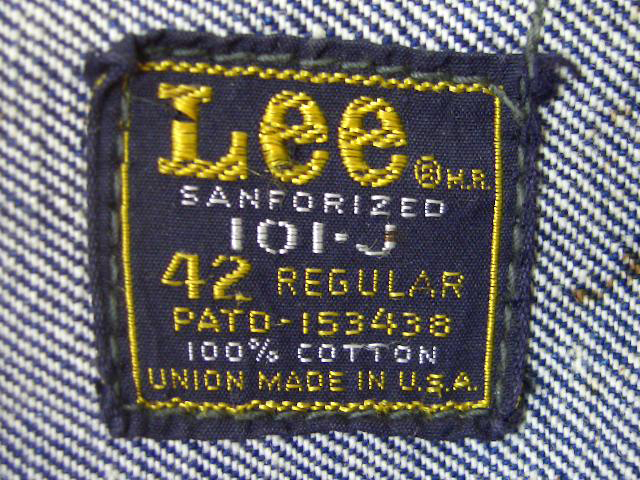 Lee ® M.R.
SANFORIZED
101-J
42 REGULAR
PATD-153438
100% COTTON
UNION MADE IN U.S.A.